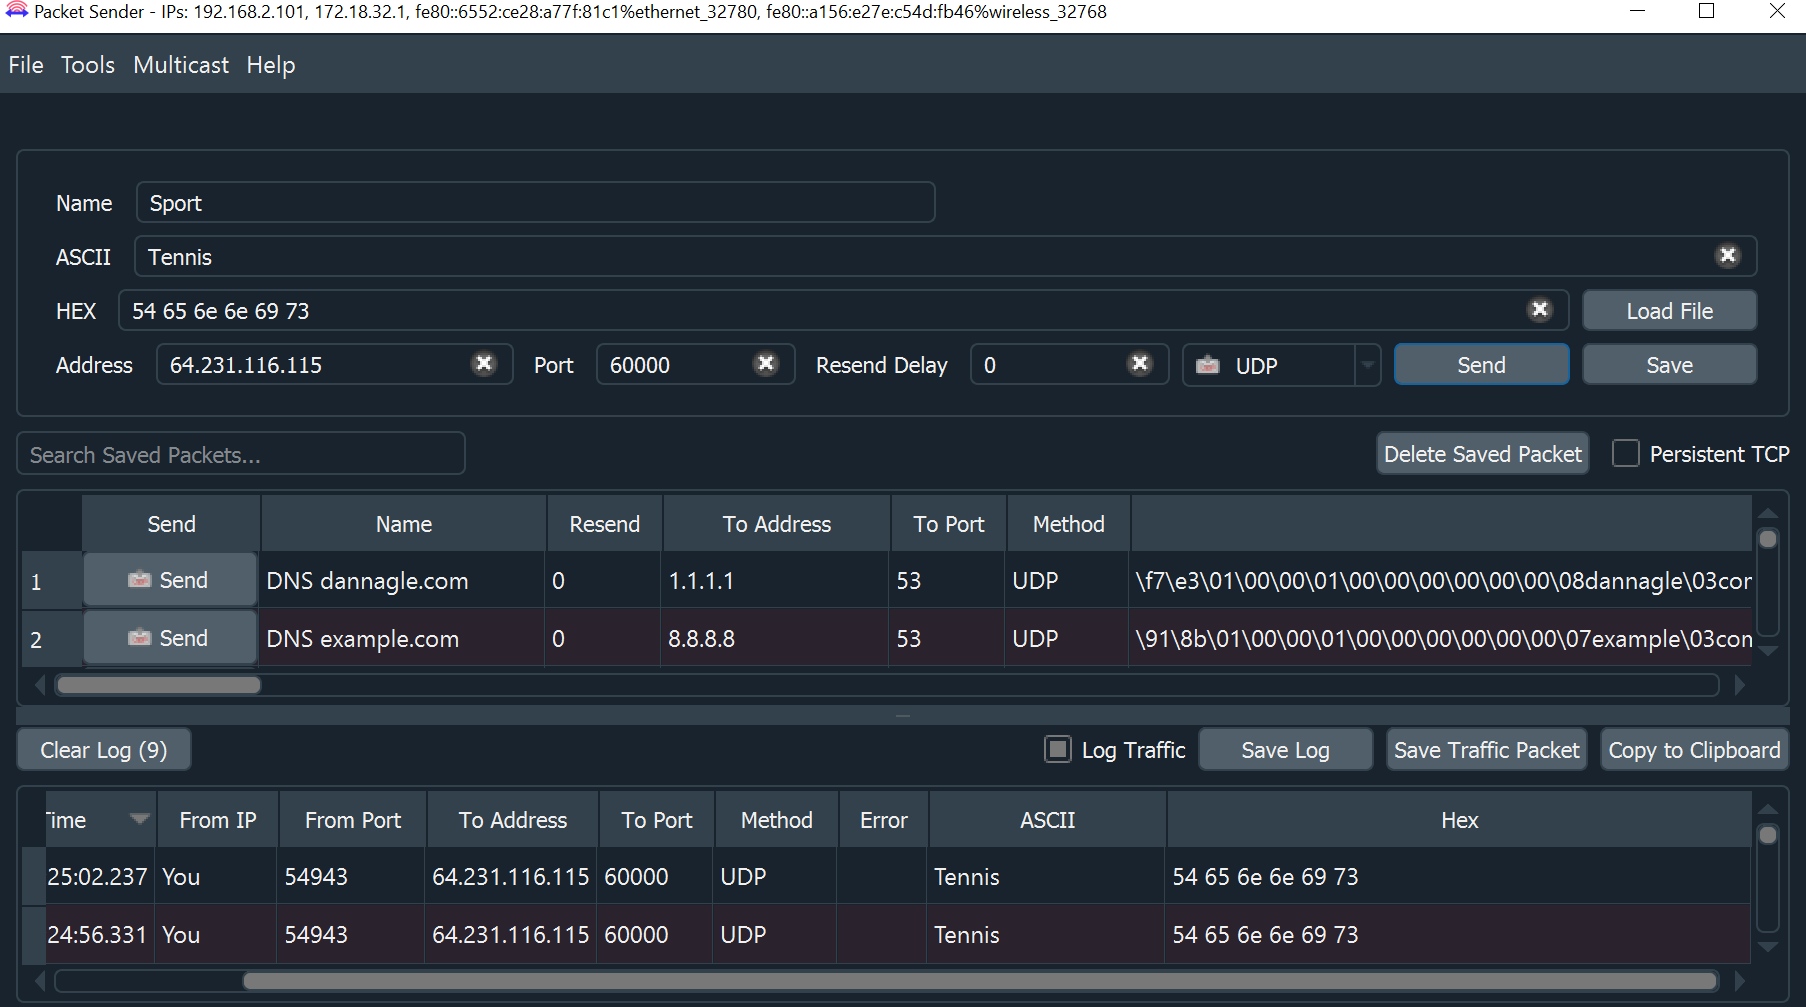 Packet Sender - IPs: 192.168.2.101, 172.18.32.1, fe80::6552:ce28:a77f:81c1%ethernet_32780, fe80::a156:e27e:c54d:fb46%wireless_32768
File Tools Multicast Help
Name Sport
ASCII Tennis
HEX 54 65 6e 6e 69 73 Load File
Address 64.231.116.115 Port 60000 Resend Delay 0 UDP Send Save
Search Saved Packets... Delete Saved Packet Persistent TCP
Send Name Resend To Address To Port Method
1 Send DNS dannagle.com 0 1.1.1.1 53 UDP \f7\e3\01\00\00\01\00\00\00\00\00\00\08dannagle\03com
2 Send DNS example.com 0 8.8.8.8 53 UDP \91\8b\01\00\00\01\00\00\00\00\00\00\07example\03com
Clear Log (9) Log Traffic Save Log Save Traffic Packet Copy to Clipboard
Time From IP From Port To Address To Port Method Error ASCII Hex
25:02.237 You 54943 64.231.116.115 60000 UDP Tennis 54 65 6e 6e 69 73
24:56.331 You 54943 64.231.116.115 60000 UDP Tennis 54 65 6e 6e 69 73